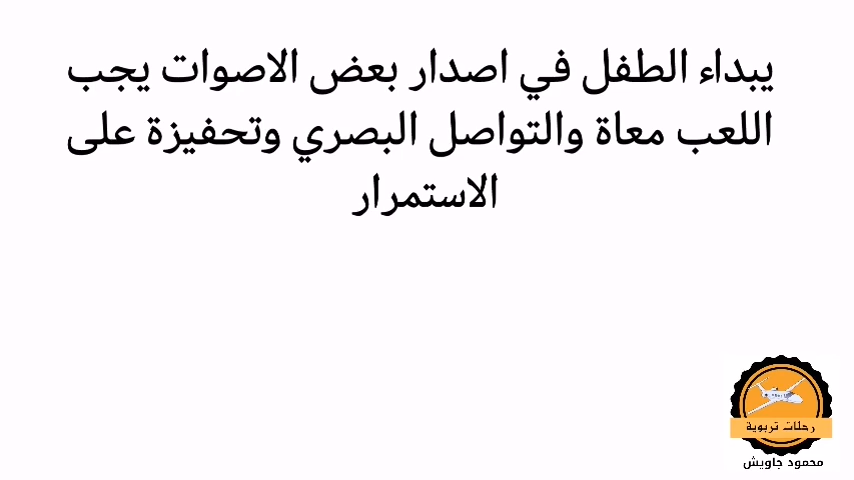 يبداء الطفل في اصدار بعض الاصوات يجب
اللعب معاة والتواصل البصري وتحفيزة على
الاستمرار
رحلات تربوية
محمود جاويش